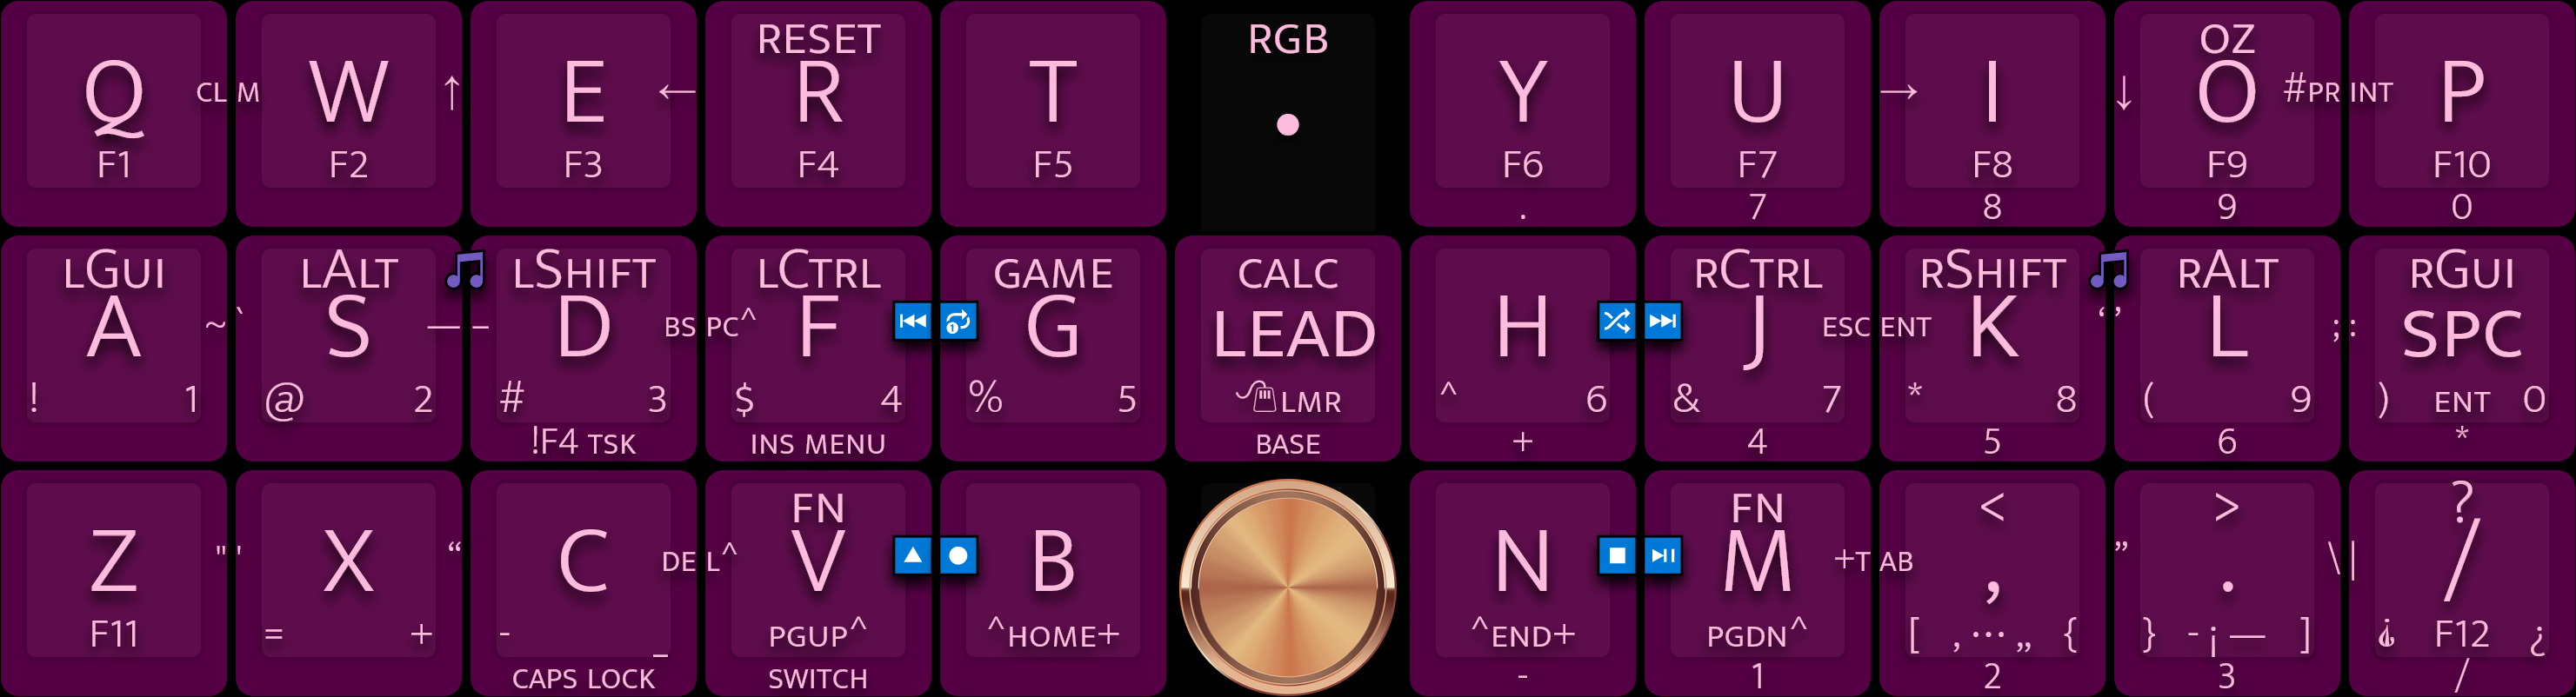 RESET RGB OZ
Q CL M W ↑ E ← R T • Y U → I ↓ O #PR INT P
F1 F2 F3 F4 F5 F6 F7 F8 F9 F10
. 7 8 9 0
LGUI LALT LSHIFT LCTRL GAME CALC RCTRL RSHIFT RALT RGUI
A ~ ` S — – D BS PC^ F G LEAD H J ESC ENT K ‘ ’ L ; : SPC
! 1 @ 2 # 3 $ 4 % 5 LMR ^ 6 & 7 * 8 ( 9 ) ENT 0
!F4 TSK INS MENU BASE + 4 5 6 *
FN FN < > ?
Z " ' X “ C DE L^ V B N M +T AB , ” . \ | /
F11 = + - _ PGUP^ ^HOME+ ^END+ PGDN^ [ , … „ { } - ¡ — ] F12 ¿
CAPS LOCK SWITCH - 1 2 3 /